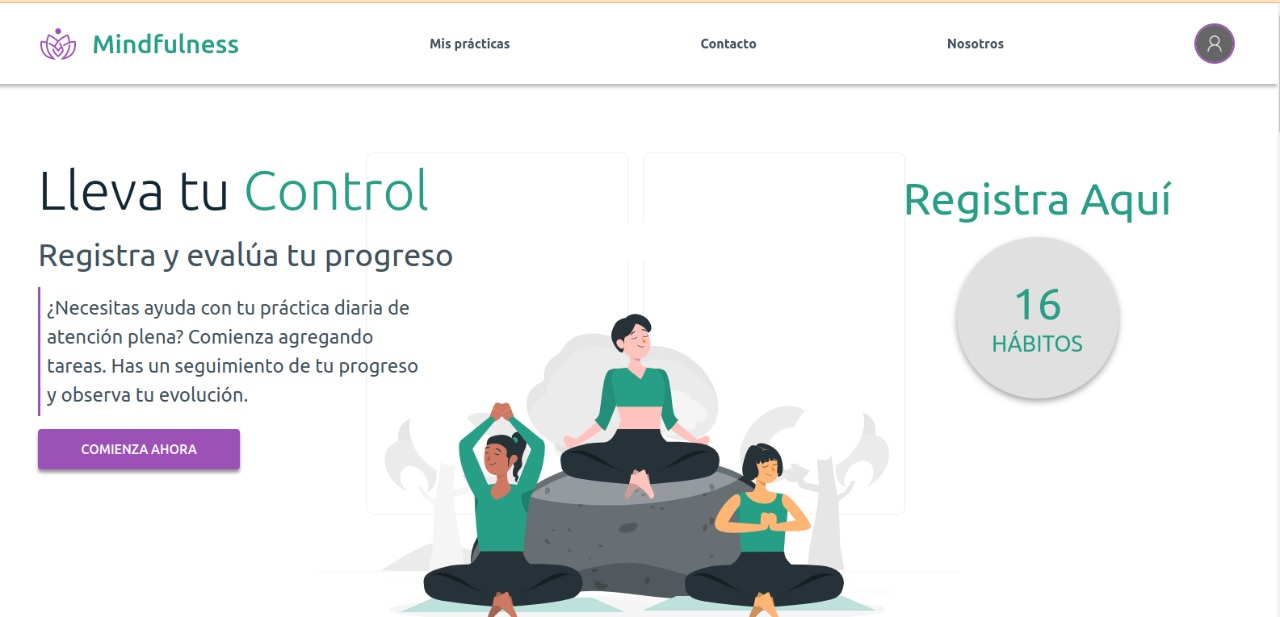 Mindfulness
Mis prácticas
Contacto
Nosotros
Lleva tu Control
Registra y evalúa tu progreso
¿Necesitas ayuda con tu práctica diaria de
atención plena? Comienza agregando
tareas. Has un seguimiento de tu progreso
y observa tu evolución.
COMIENZA AHORA
Registra Aquí
16
HÁBITOS